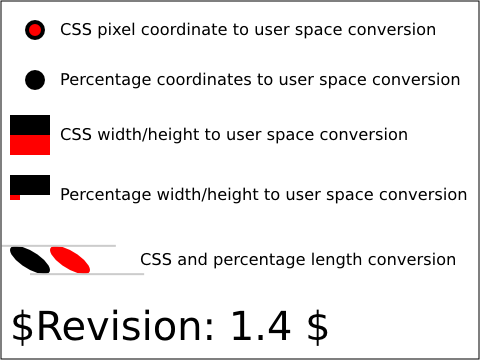 CSS pixel coordinate to user space conversion
Percentage coordinates to user space conversion
CSS width/height to user space conversion
Percentage width/height to user space conversion
CSS and percentage length conversion
$Revision: 1.4 $